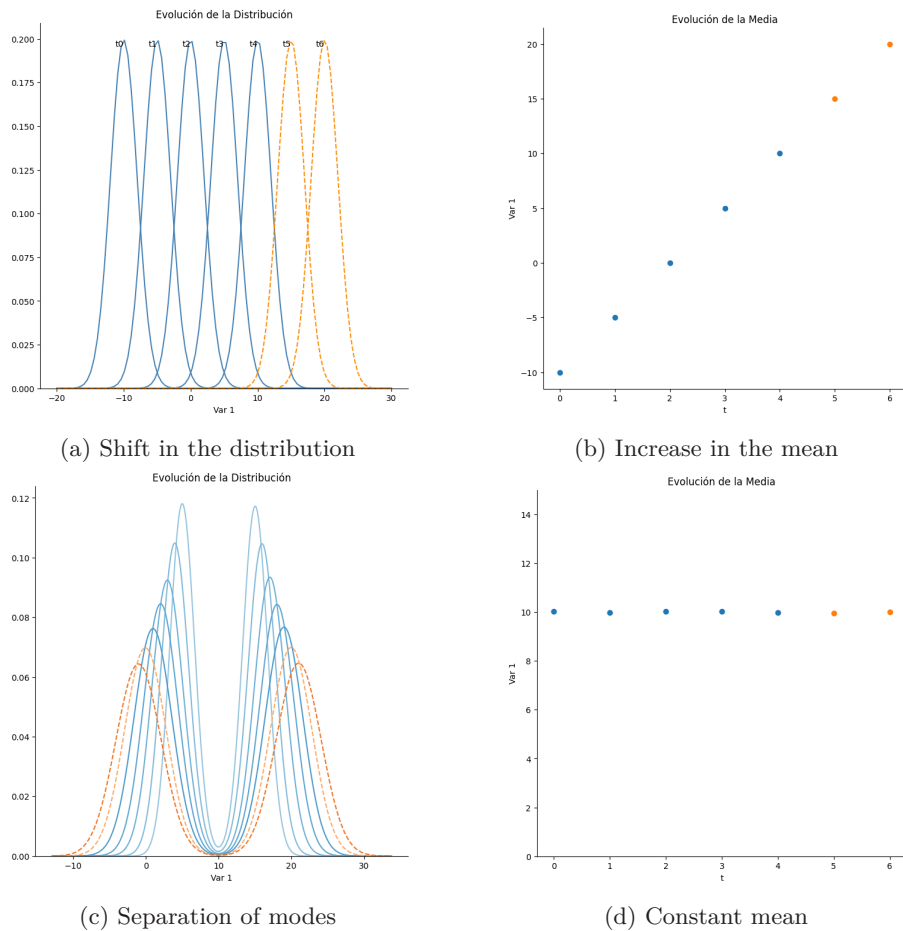 Evolución de la Distribución
0.200
0.175
0.150
0.125
0.100
0.075
0.050
0.025
0.000
t0 t1 t2 t3 t4 t5 t6
−20 −10 0 10 20 30
Var 1
(a) Shift in the distribution
Evolución de la Media
20
15
10
5
0
−5
−10
Var 1
0 1 2 3 4 5 6
t
(b) Increase in the mean
Evolución de la Distribución
0.12
0.10
0.08
0.06
0.04
0.02
0.00
−10 0 10 20 30
Var 1
(c) Separation of modes
Evolución de la Media
14
12
10
8
6
4
2
0
Var 1
0 1 2 3 4 5 6
t
(d) Constant mean